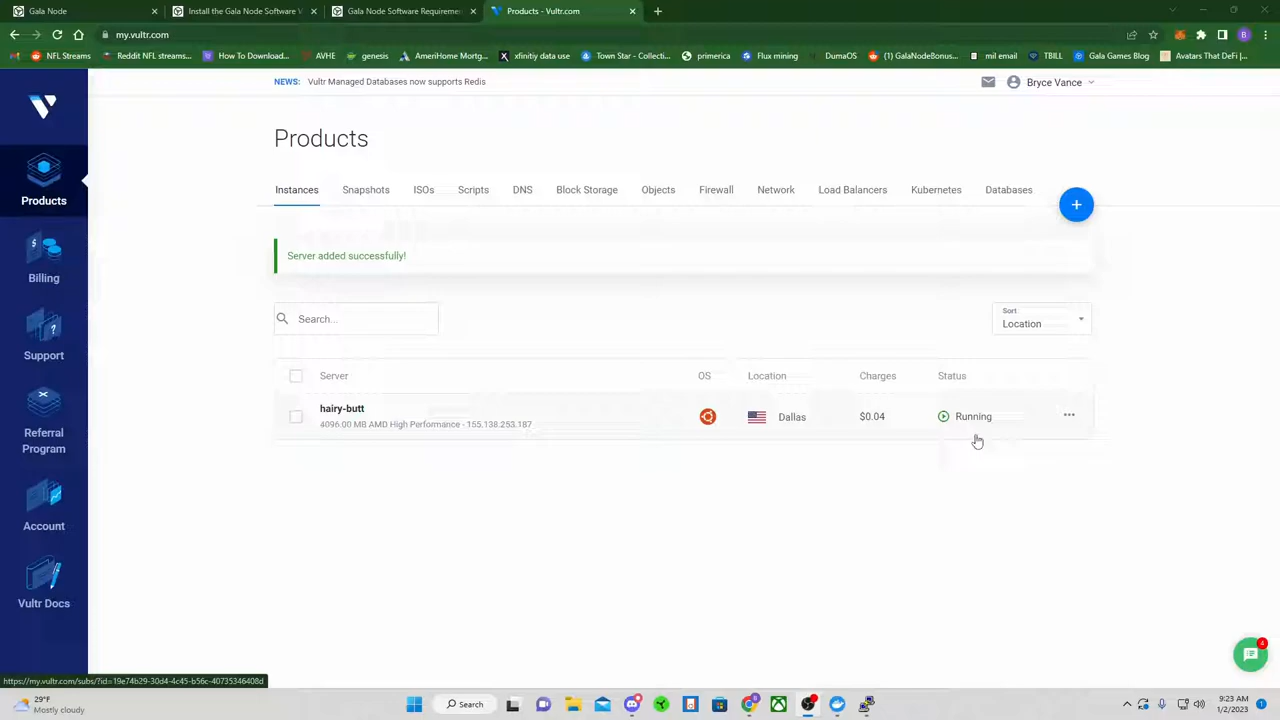 Gala Node
Install the Gala Node Software V
Gala Node Software Requiremen
Products - Vultr.com
my.vultr.com
NFL Streams
Reddit NFL streams...
How To Download...
AVHE
genesis
AmeriHome Mortg...
xfinitity data use
Town Star - Collecti...
primerica
Flux mining
DumaOS
(1) GalaNodeBonus...
mil email
TBILL
Gala Games Blog
Avatars That DeFi |...
NEWS: Vultr Managed Databases now supports Redis
Bryce Vance
Products
Billing
Support
Referral
Program
Account
Vultr Docs
Products
Instances Snapshots ISOs Scripts DNS Block Storage Objects Firewall Network Load Balancers Kubernetes Databases
+
Server added successfully!
Search...
Sort
Location
Server OS Location Charges Status
hairy-butt
4096.00 MB AMD High Performance - 155.138.253.187
Dallas $0.04 Running
4
https://my.vultr.com/subs/?id=19e74b29-30d4-4c45-b56c-40735346408d
29°F
Mostly cloudy
Search
9:23 AM
1/2/2023